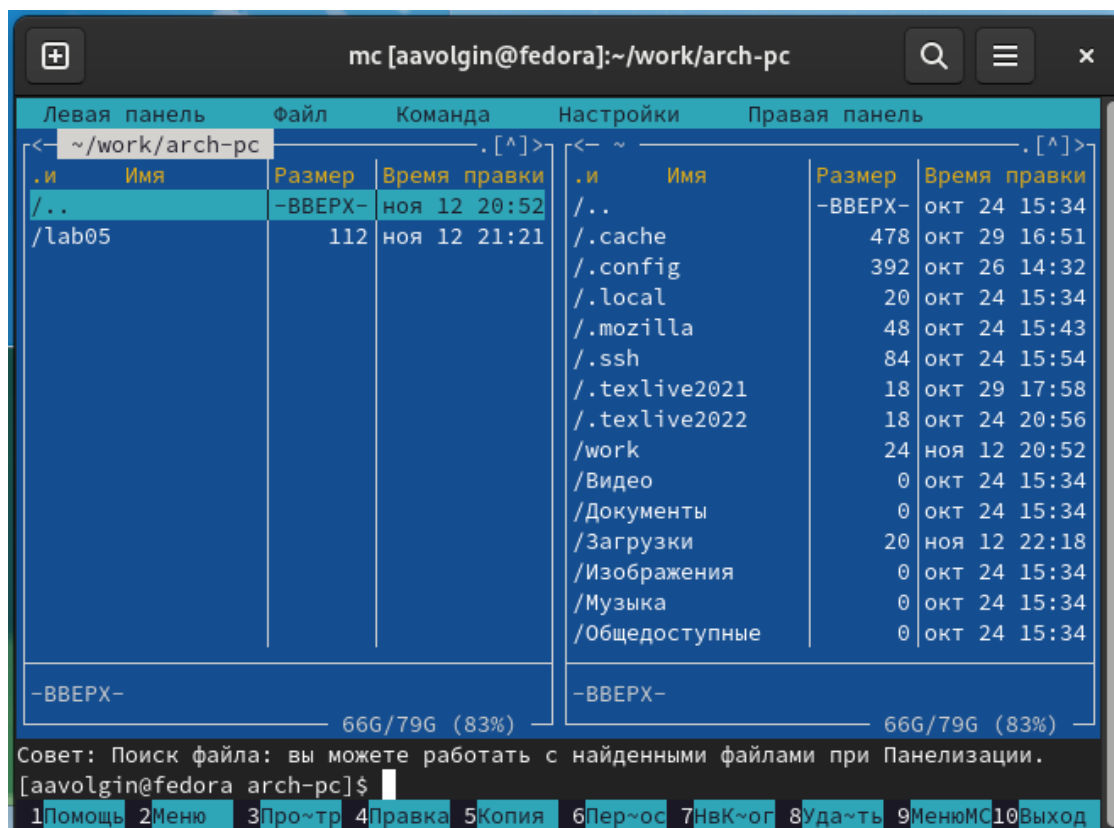 mc [aavolgin@fedora]:~/work/arch-pc
Левая панель Файл Команда Настройки Правая панель
<- ~/work/arch-pc .[^]> <- ~ .[^]>
.и Имя Размер Время правки .и Имя Размер Время правки
/.. -ВВЕРХ- ноя 12 20:52 /.. -ВВЕРХ- окт 24 15:34
/lab05 112 ноя 12 21:21 /.cache 478 окт 29 16:51
/.config 392 окт 26 14:32
/.local 20 окт 24 15:34
/.mozilla 48 окт 24 15:43
/.ssh 84 окт 24 15:54
/.texlive2021 18 окт 29 17:58
/.texlive2022 18 окт 24 20:56
/work 24 ноя 12 20:52
/Видео 0 окт 24 15:34
/Документы 0 окт 24 15:34
/Загрузки 20 ноя 12 22:18
/Изображения 0 окт 24 15:34
/Музыка 0 окт 24 15:34
/Общедоступные 0 окт 24 15:34
-ВВЕРХ- -ВВЕРХ-
66G/79G (83%) 66G/79G (83%)
Совет: Поиск файла: вы можете работать с найденными файлами при Панелизации.
[aavolgin@fedora arch-pc]$
1Помощь 2Меню 3Про~тр 4Правка 5Копия 6Пер~ос 7НвК~ог 8Уда~ть 9МенюМС10Выход